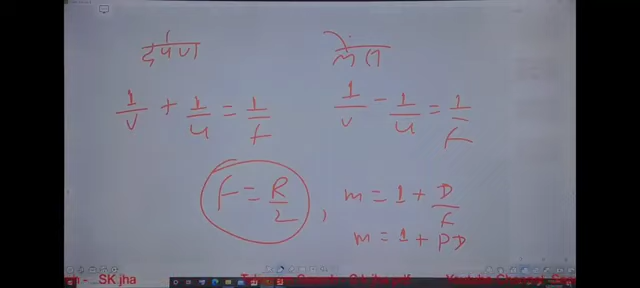 दर्पण लेंस
1/v + 1/u = 1/f 1/v - 1/u = 1/f
f = R/2 , m = 1 + D/f
m = 1 + PD
SK jha